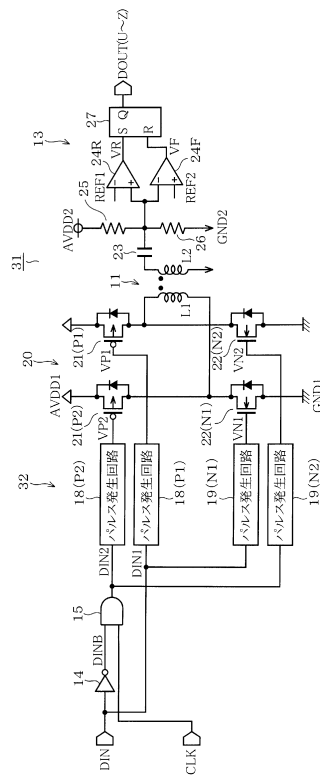 31
32
20
11
13
DIN
CLK
14
DINB
15
DIN2
DIN1
18(P2)
パルス発生回路
18(P1)
パルス発生回路
19(N1)
パルス発生回路
19(N2)
パルス発生回路
AVDD1
21(P2)
VP2
21(P1)
VP1
22(N1)
VN1
22(N2)
VN2
GND1
L1
L2
23
AVDD2
25
26
GND2
REF1
24R
VR
REF2
24F
VF
27
S Q
R
DOUT(U~Z)